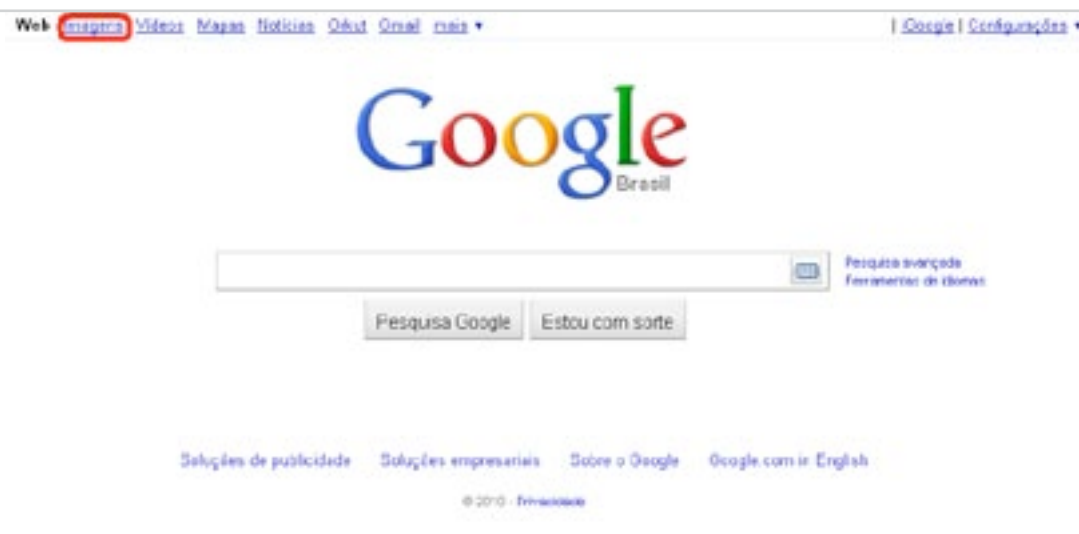 Web Imagens Vídeos Mapas Notícias Orkut Gmail mais ▼ | iGoogle | Configurações ▼
Google
Brasil
Pesquisa avançada
Ferramentas de idiomas
Pesquisa Google Estou com sorte
Soluções de publicidade Soluções empresariais Sobre o Google Google.com in English
© 2010 - Privacidade